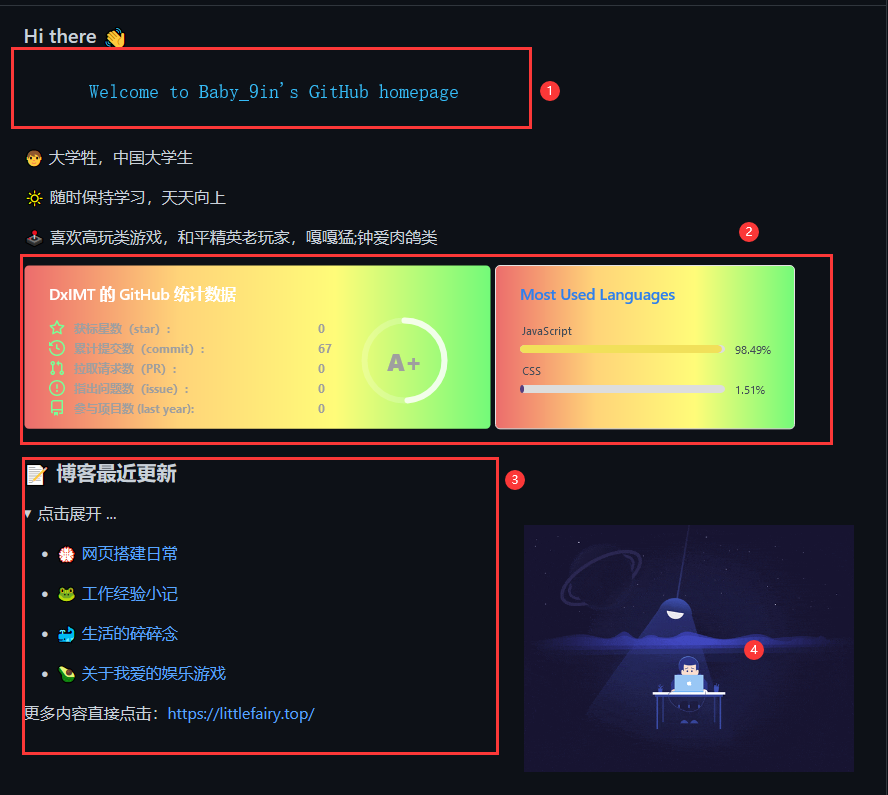 Hi there 👋
Welcome to Baby_9in's GitHub homepage
1
大学牲，中国大学生
随时保持学习，天天向上
喜欢高玩类游戏，和平精英老玩家，嘎嘎猛;钟爱肉鸽类
2
DxIMT 的 GitHub 统计数据
获标星数（star）: 0
累计提交数（commit）: 67
拉取请求数（PR）: 0
提出问题数（issue）: 0
参与项目数 (last year): 0
A+
Most Used Languages
JavaScript
98.49%
CSS
1.51%
📝 博客最近更新
3
点击展开 ...
网页搭建日常
工作经验小记
生活的碎碎念
关于我爱的娱乐游戏
4
更多内容直接点击：https://littlefairy.top/